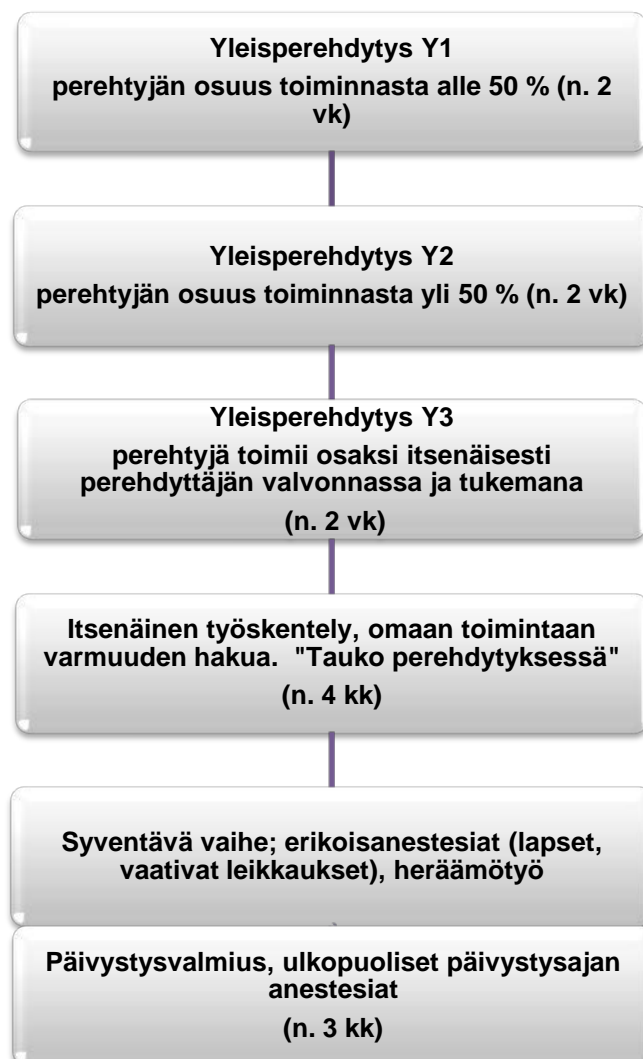 Yleisperehdytys Y1
perehtyjän osuus toiminnasta alle 50 % (n. 2
vk)
Yleisperehdytys Y2
perehtyjän osuus toiminnasta yli 50 % (n. 2 vk)
Yleisperehdytys Y3
perehtyjä toimii osaksi itsenäisesti
perehdyttäjän valvonnassa ja tukemana
(n. 2 vk)
Itsenäinen työskentely, omaan toimintaan
varmuuden hakua. "Tauko perehdytyksessä"
(n. 4 kk)
Syventävä vaihe; erikoisanestesiat (lapset,
vaativat leikkaukset), heräämötyö
Päivystysvalmius, ulkopuoliset päivystysajan
anestesiat
(n. 3 kk)